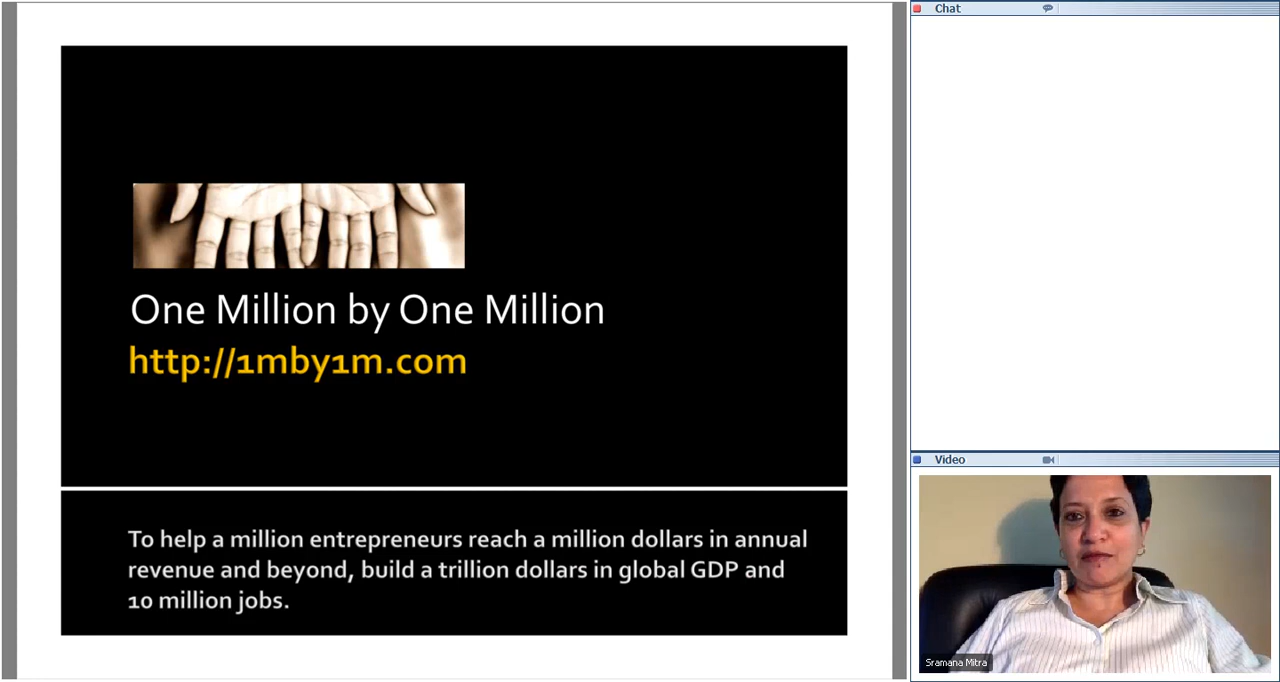 Chat
One Million by One Million
http://1mby1m.com
To help a million entrepreneurs reach a million dollars in annual
revenue and beyond, build a trillion dollars in global GDP and
10 million jobs.
Video
Sramana Mitra